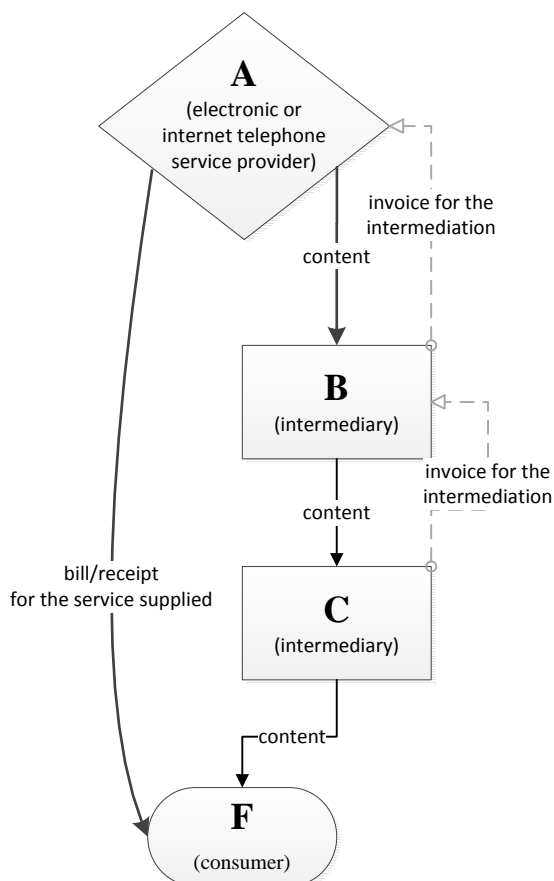 A
(electronic or
internet telephone
service provider)
invoice for the
intermediation
content
B
(intermediary)
invoice for the
intermediation
content
bill/receipt
for the service supplied
C
(intermediary)
content
F
(consumer)